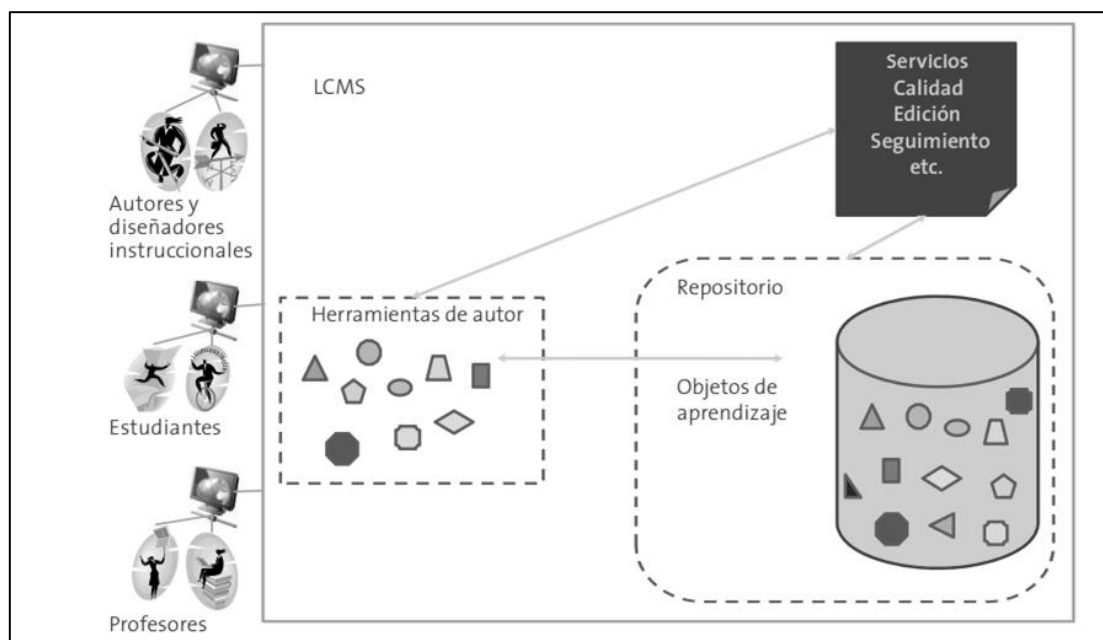 LCMS
Servicios
Calidad
Edición
Seguimiento
etc.
Autores y
diseñadores
instruccionales
Repositorio
Herramientas de autor
Objetos de
aprendizaje
Estudiantes
Profesores